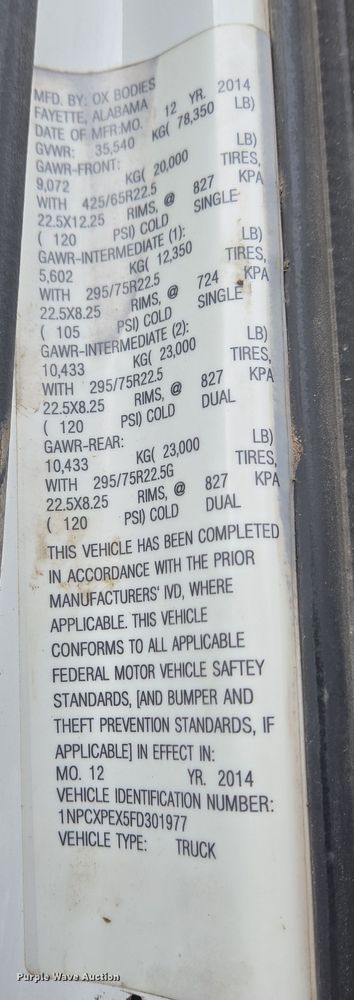 MFD. BY: OX BODIES
FAYETTE, ALABAMA
DATE OF MFR:MO. 12 YR. 2014
GVWR: 35,540 KG( 78,350 LB)
GAWR-FRONT:
9,072 KG( 20,000 LB)
WITH 425/65R22.5 TIRES,
22.5X12.25 RIMS, @ 827 KPA
( 120 PSI) COLD SINGLE
GAWR-INTERMEDIATE (1):
5,602 KG( 12,350 LB)
WITH 295/75R22.5 TIRES,
22.5X8.25 RIMS, @ 724 KPA
( 105 PSI) COLD SINGLE
GAWR-INTERMEDIATE (2):
10,433 KG( 23,000 LB)
WITH 295/75R22.5 TIRES,
22.5X8.25 RIMS, @ 827 KPA
( 120 PSI) COLD DUAL
GAWR-REAR:
10,433 KG( 23,000 LB)
WITH 295/75R22.5G TIRES,
22.5X8.25 RIMS, @ 827 KPA
( 120 PSI) COLD DUAL
THIS VEHICLE HAS BEEN COMPLETED
IN ACCORDANCE WITH THE PRIOR
MANUFACTURERS' IVD, WHERE
APPLICABLE. THIS VEHICLE
CONFORMS TO ALL APPLICABLE
FEDERAL MOTOR VEHICLE SAFTEY
STANDARDS, [AND BUMPER AND
THEFT PREVENTION STANDARDS, IF
APPLICABLE] IN EFFECT IN:
MO. 12 YR. 2014
VEHICLE IDENTIFICATION NUMBER:
1NPCXPEX5FD301977
VEHICLE TYPE: TRUCK
Purple Wave Auction